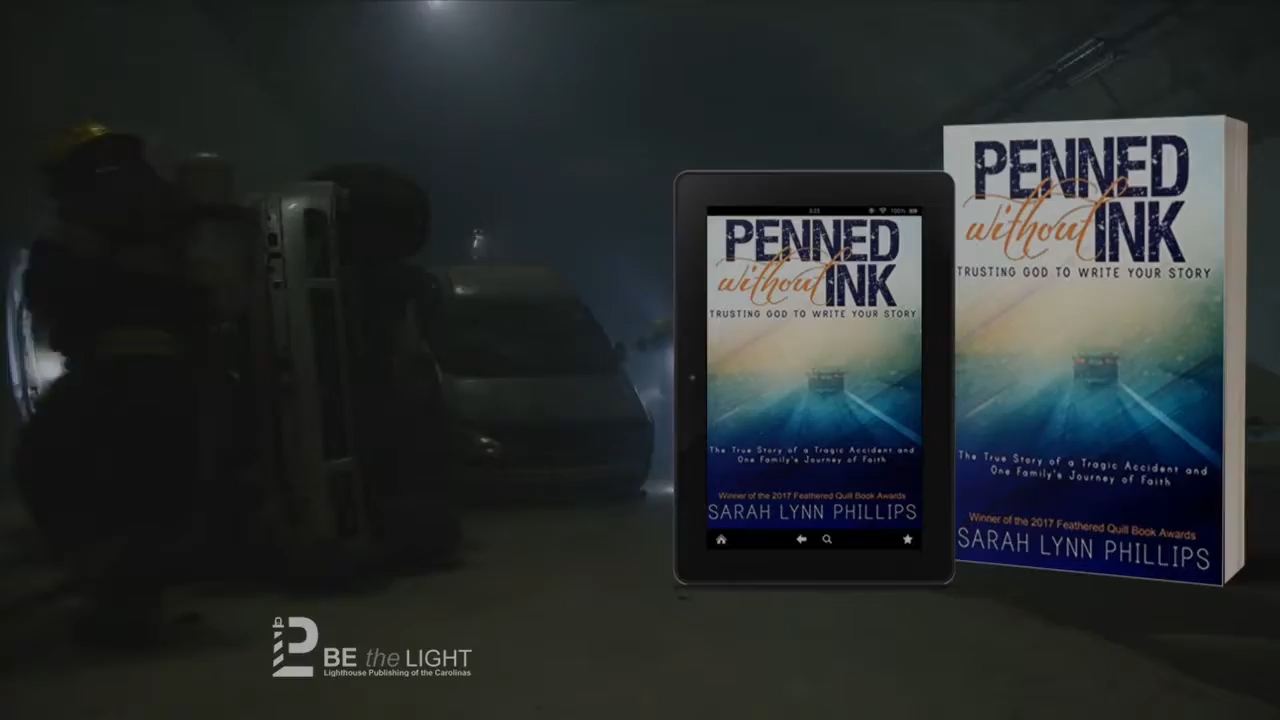 PENNED
without INK
TRUSTING GOD TO WRITE YOUR STORY
The True Story of a Tragic Accident and
One Family's Journey of Faith
Winner of the 2017 Feathered Quill Book Awards
SARAH LYNN PHILLIPS
3:23
100%
PENNED
without INK
TRUSTING GOD TO WRITE YOUR STORY
The True Story of a Tragic Accident and
One Family's Journey of Faith
Winner of the 2017 Feathered Quill Book Awards
SARAH LYNN PHILLIPS
BE the LIGHT
Lighthouse Publishing of the Carolinas